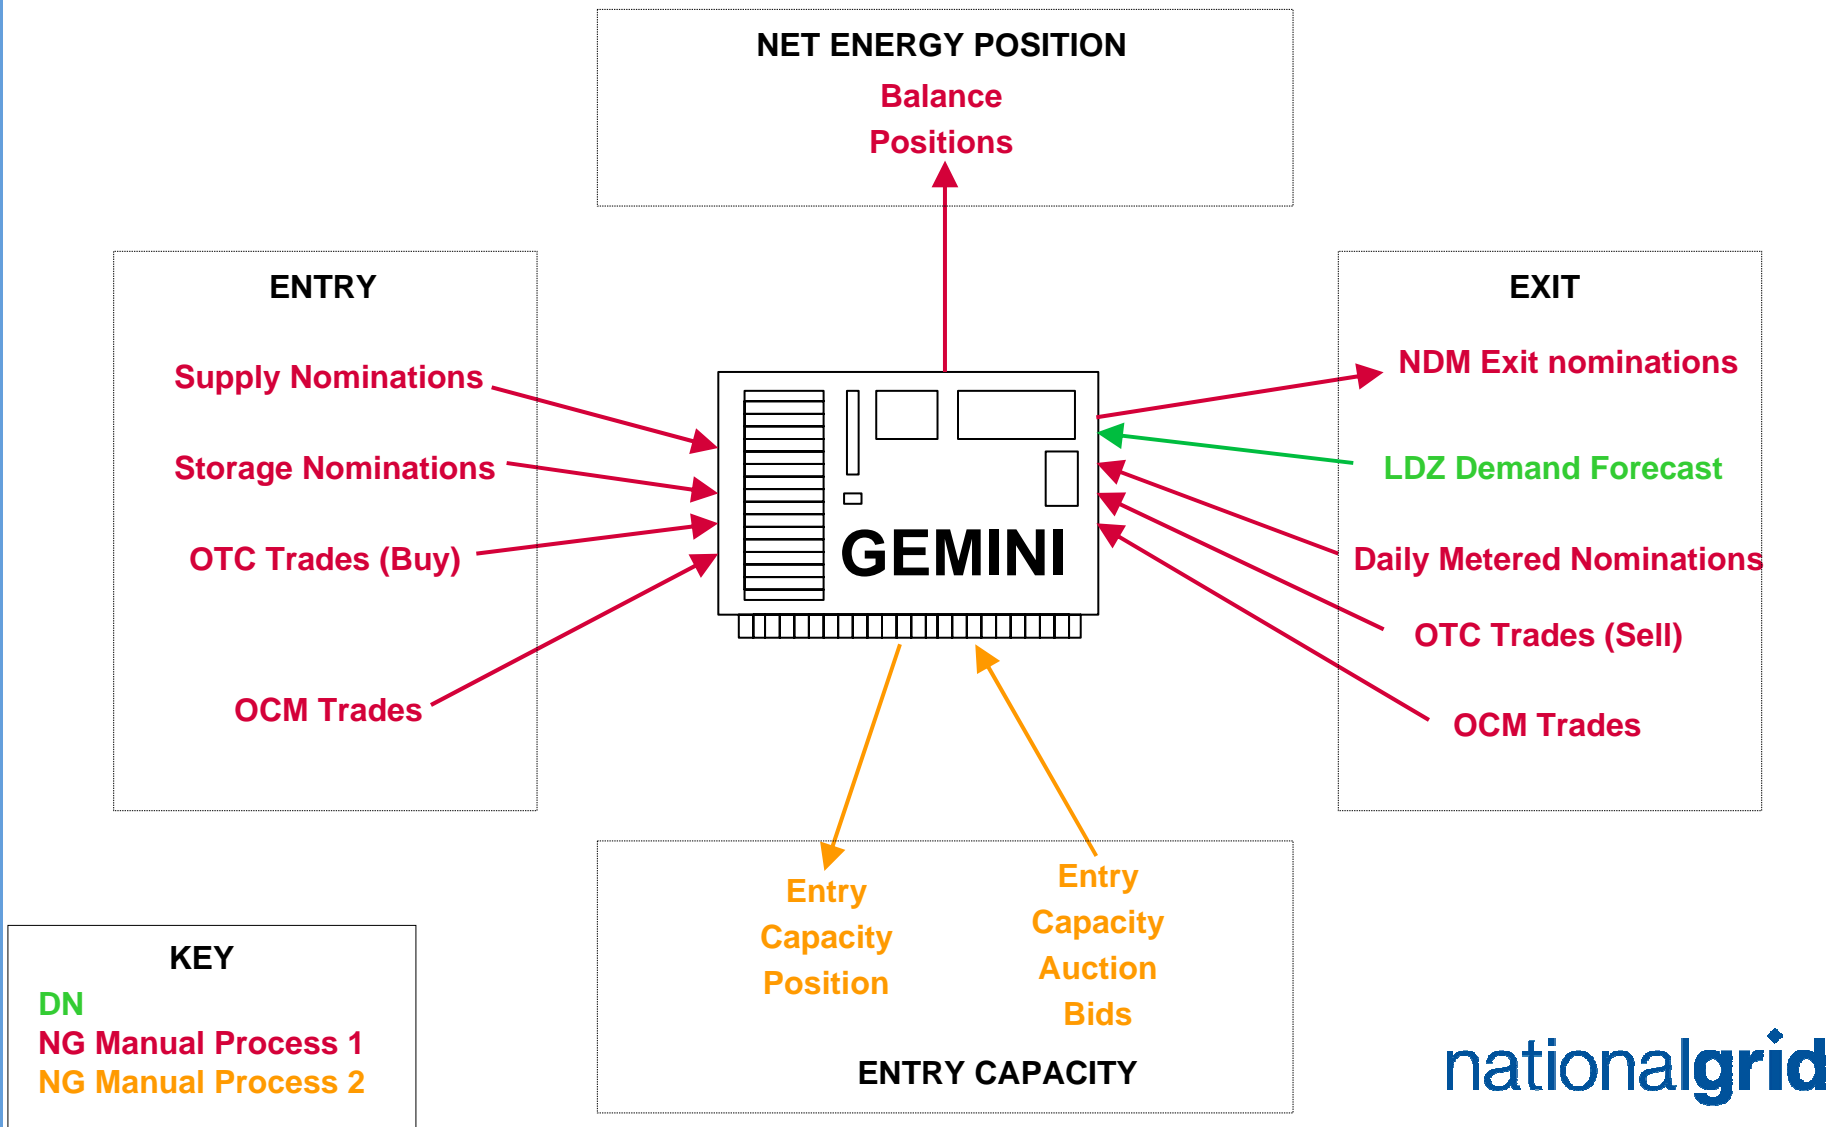 NET ENERGY POSITION
Balance
Positions
ENTRY
Supply Nominations
Storage Nominations
OTC Trades (Buy)
OCM Trades
GEMINI
EXIT
NDM Exit nominations
LDZ Demand Forecast
Daily Metered Nominations
OTC Trades (Sell)
OCM Trades
Entry
Capacity
Position
Entry
Capacity
Auction
Bids
ENTRY CAPACITY
KEY
DN
NG Manual Process 1
NG Manual Process 2
nationalgrid